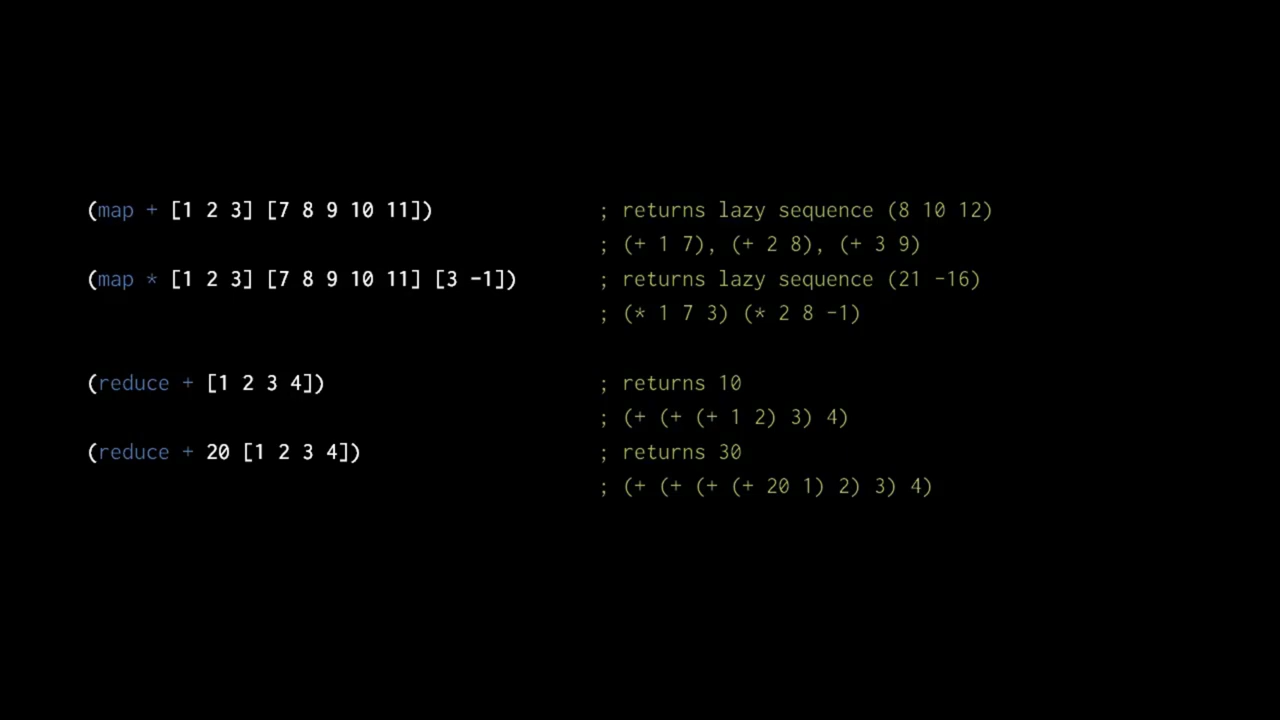 (map + [1 2 3] [7 8 9 10 11]) ; returns lazy sequence (8 10 12)
; (+ 1 7), (+ 2 8), (+ 3 9)
(map * [1 2 3] [7 8 9 10 11] [3 -1]) ; returns lazy sequence (21 -16)
; (* 1 7 3) (* 2 8 -1)
(reduce + [1 2 3 4]) ; returns 10
; (+ (+ (+ 1 2) 3) 4)
(reduce + 20 [1 2 3 4]) ; returns 30
; (+ (+ (+ (+ 20 1) 2) 3) 4)